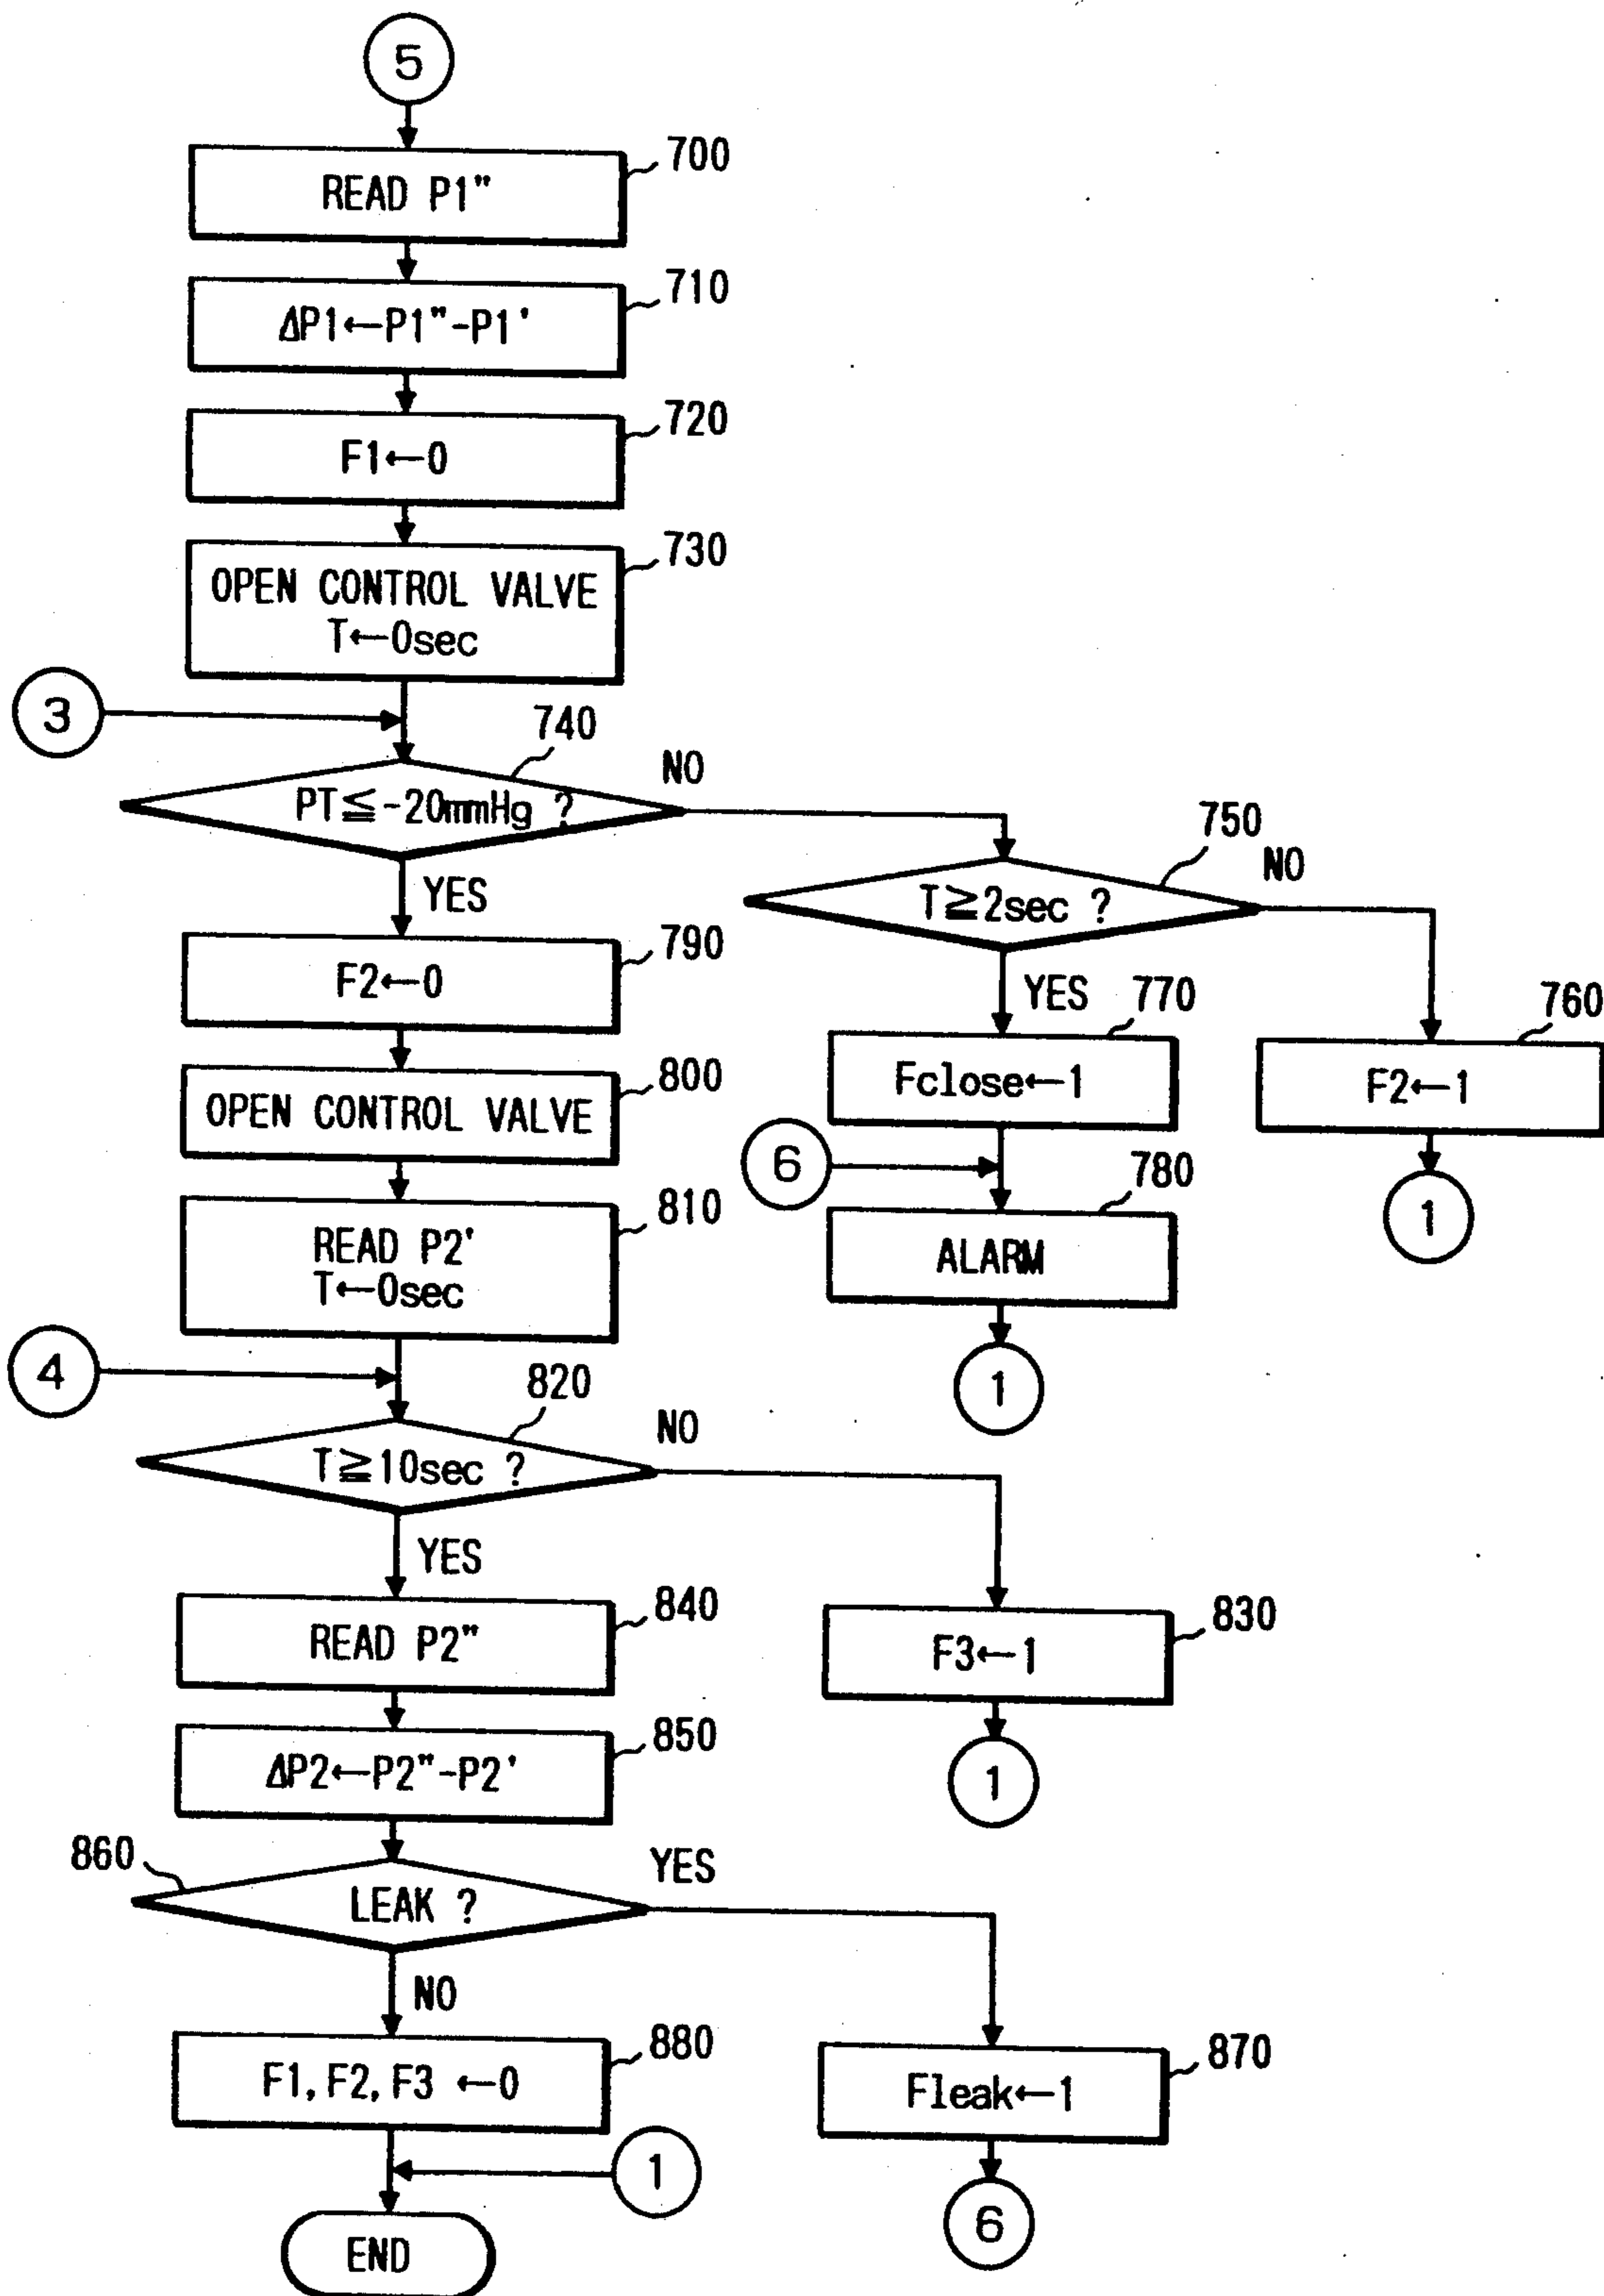 5
700
READ P1"
710
ΔP1←P1"-P1'
720
F1←0
730
OPEN CONTROL VALVE
T←0sec
3
740
NO
PT≦-20mmHg ?
YES
750
NO
T≧2sec ?
YES
790
F2←0
770
Fclose←1
760
F2←1
800
OPEN CONTROL VALVE
6
780
ALARM
1
810
READ P2'
T←0sec
1
4
820
NO
T≧10sec ?
YES
840
READ P2"
830
F3←1
850
ΔP2←P2"-P2'
1
860
YES
LEAK ?
NO
880
F1, F2, F3 ←0
870
Fleak←1
1
6
END